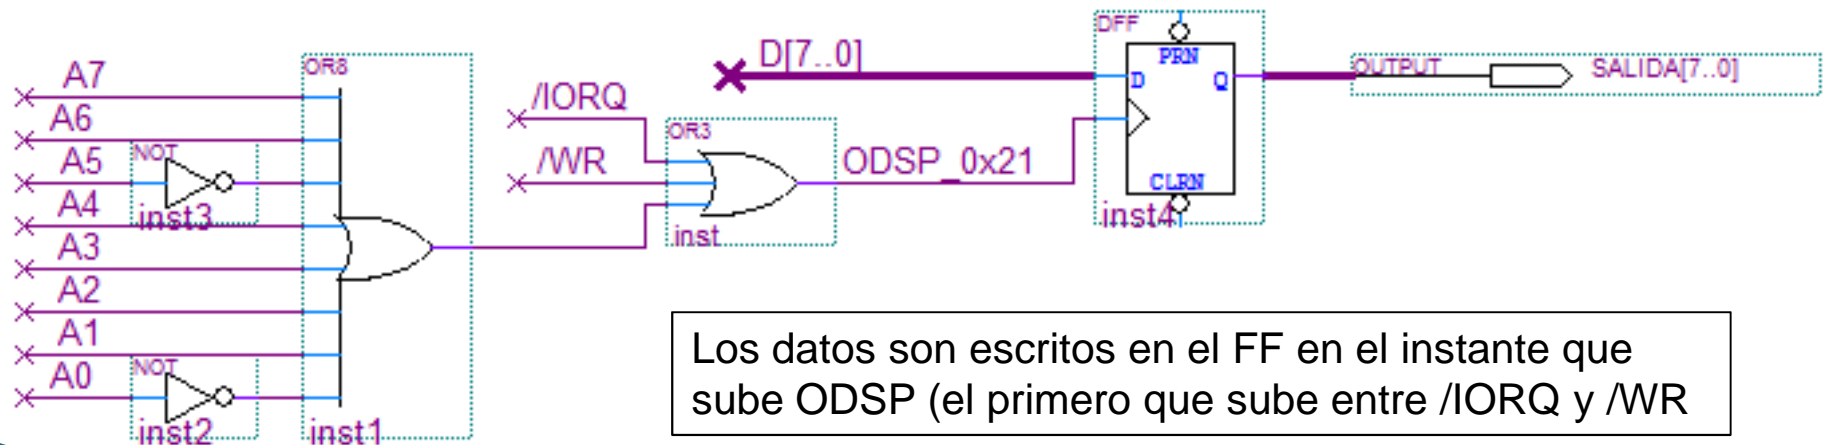 A7
A6
A5
A4
A3
A2
A1
A0
NOT
inst3
NOT
inst2
OR8
inst1
/IORQ
/WR
OR3
inst
ODSP_0x21
D[7..0]
DFF
PRN
D
Q
CLRN
inst4
OUTPUT
SALIDA[7..0]
Los datos son escritos en el FF en el instante que
sube ODSP (el primero que sube entre /IORQ y /WR